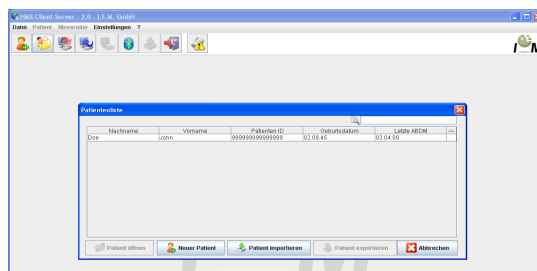 HMS Client-Server - 2.0 - I.E.M. GmbH
Datei Patient Messreihe Einstellungen ?
Patientenliste
Nachname Vorname Patienten ID Geburtsdatum Letzte ABDM
Doe John 999999999999999 02.08.45 03.04.09
Patient öffnen Neuer Patient Patient importieren Patient exportieren Abbrechen